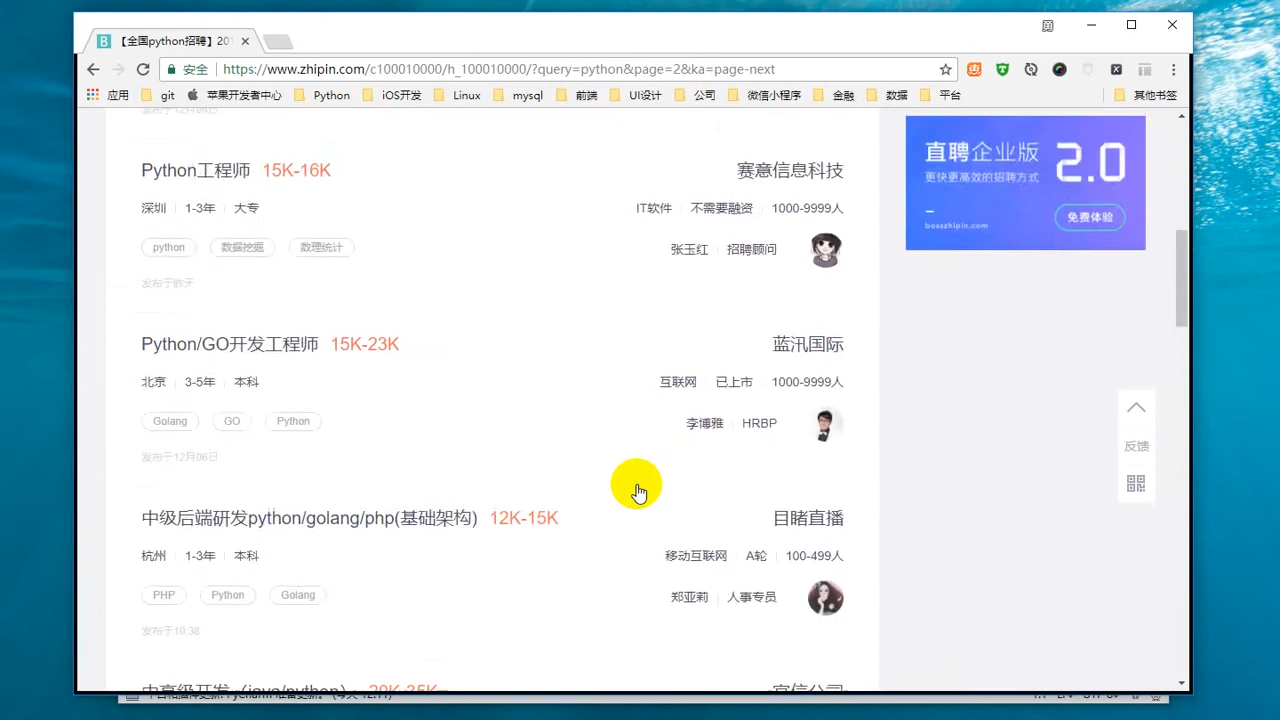 【全国python招聘】201
安全 https://www.zhipin.com/c100010000/h_100010000/?query=python&page=2&ka=page-next
应用 git 苹果开发者中心 Python iOS开发 Linux mysql 前端 UI设计 公司 微信小程序 金融 数据 平台 其他书签
Python工程师 15K-16K 赛意信息科技
深圳 1-3年 大专 IT软件 不需要融资 1000-9999人
python 数据挖掘 数理统计 张玉红 招聘顾问
发布于昨天
Python/GO开发工程师 15K-23K 蓝汛国际
北京 3-5年 本科 互联网 已上市 1000-9999人
Golang GO Python 李博雅 HRBP
发布于12月06日
中级后端研发python/golang/php(基础架构) 12K-15K 目睹直播
杭州 1-3年 本科 移动互联网 A轮 100-499人
PHP Python Golang 郑亚莉 人事专员
发布于10:38
直聘企业版 2.0
更快更高效的招聘方式
bosszhipin.com 免费体验
反馈